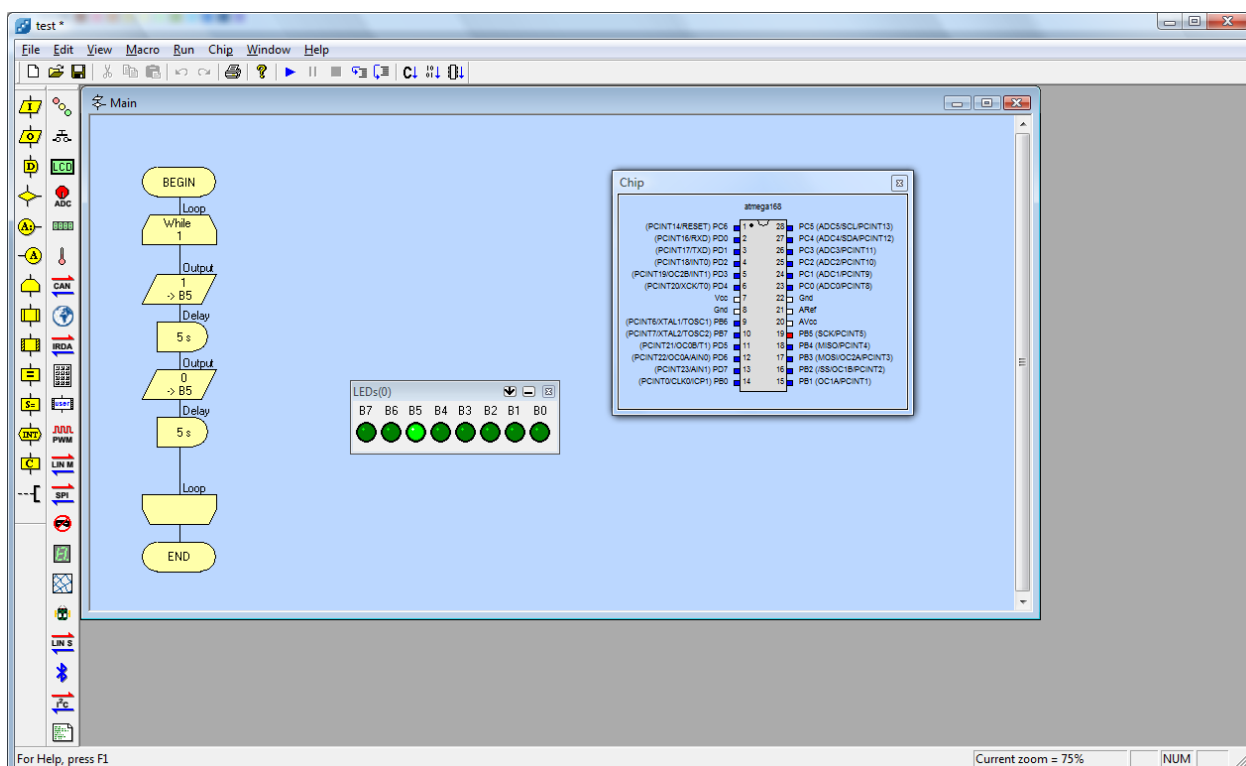 test *
File Edit View Macro Run Chip Window Help
Main
BEGIN
Loop
While
1
Output
1
-> B5
Delay
5 s
Output
0
-> B5
Delay
5 s
Loop
END
LEDs(0)
B7 B6 B5 B4 B3 B2 B1 B0
Chip
atmega168
(PCINT14/RESET) PC6 1 28 PC5 (ADC5/SCL/PCINT13)
(PCINT16/RXD) PD0 2 27 PC4 (ADC4/SDA/PCINT12)
(PCINT17/TXD) PD1 3 26 PC3 (ADC3/PCINT11)
(PCINT18/INT0) PD2 4 25 PC2 (ADC2/PCINT10)
(PCINT19/OC2B/INT1) PD3 5 24 PC1 (ADC1/PCINT9)
(PCINT20/XCK/T0) PD4 6 23 PC0 (ADC0/PCINT8)
Vcc 7 22 Gnd
Gnd 8 21 ARef
(PCINT6/XTAL1/TOSC1) PB6 9 20 AVcc
(PCINT7/XTAL2/TOSC2) PB7 10 19 PB5 (SCK/PCINT5)
(PCINT21/OC0B/T1) PD5 11 18 PB4 (MISO/PCINT4)
(PCINT22/OC0A/AIN0) PD6 12 17 PB3 (MOSI/OC2A/PCINT3)
(PCINT23/AIN1) PD7 13 16 PB2 (/SS/OC1B/PCINT2)
(PCINT0/CLK0/ICP1) PB0 14 15 PB1 (OC1A/PCINT1)
I
O
LCD
D
ADC
A:
A
CAN
IRDA
=
S=
user
INT
PWM
C
LIN M
SPI
LIN S
I²C
For Help, press F1
Current zoom = 75%
NUM